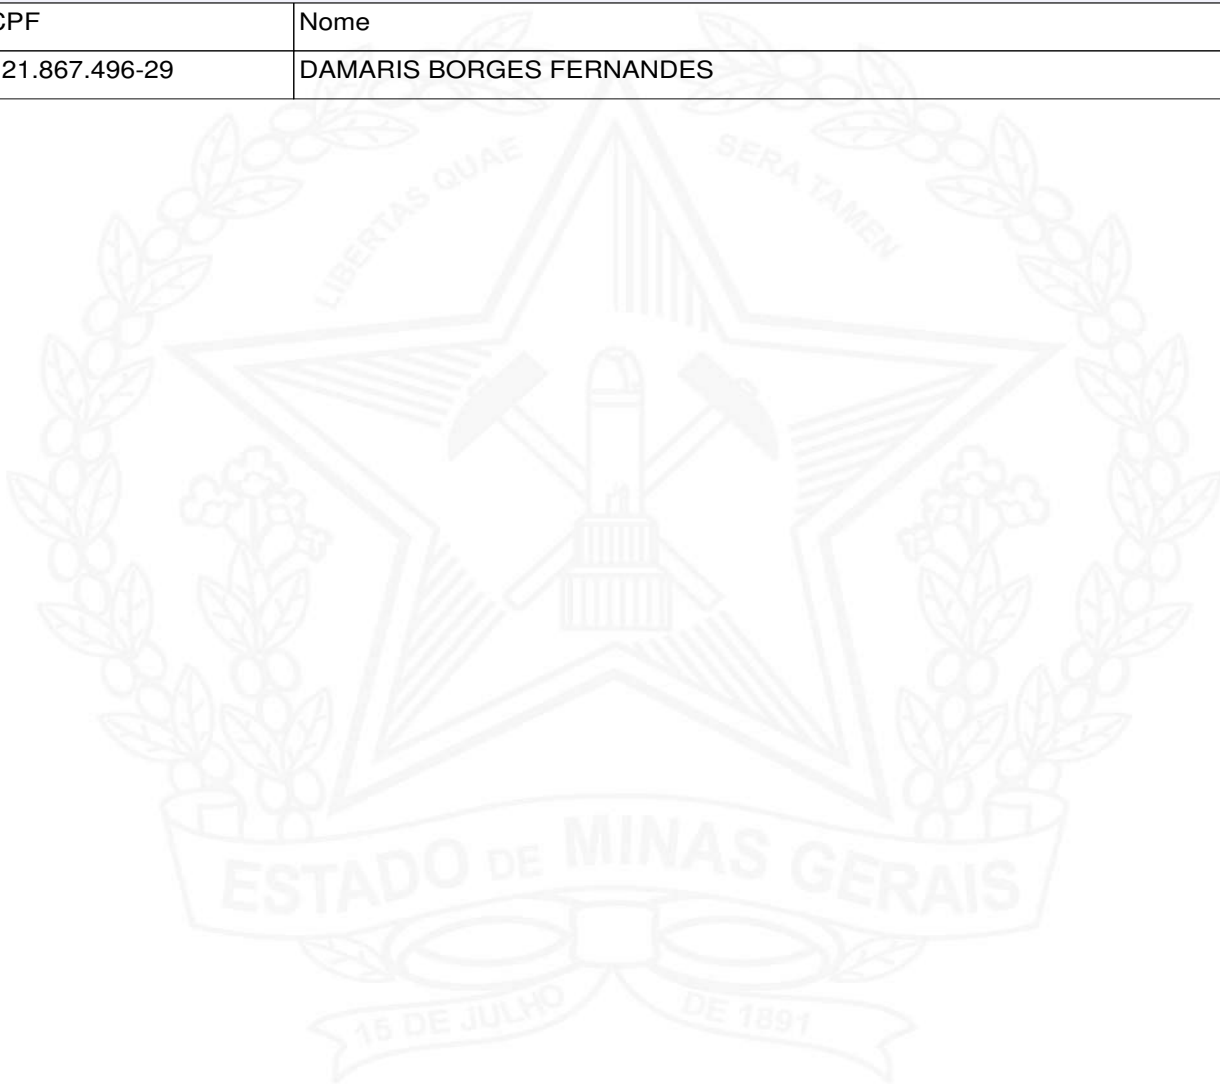 CPF Nome
21.867.496-29 DAMARIS BORGES FERNANDES
LIBERTAS QUAE SERA TAMEN
ESTADO DE MINAS GERAIS
15 DE JULHO DE 1891